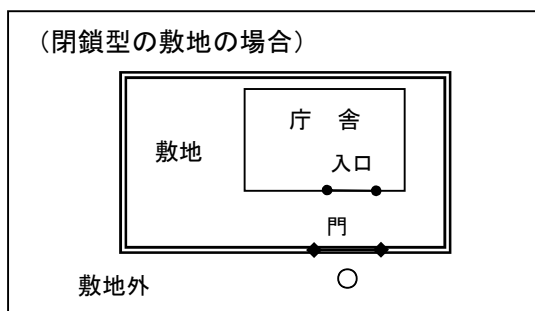 （閉鎖型の敷地の場合）
庁 舎
敷地
入口
門
敷地外